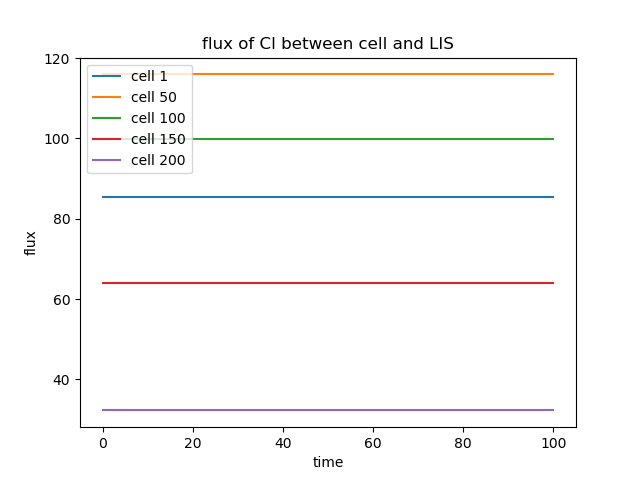 flux of Cl between cell and LIS
120
100
80
60
40
flux
cell 1
cell 50
cell 100
cell 150
cell 200
0 20 40 60 80 100
time